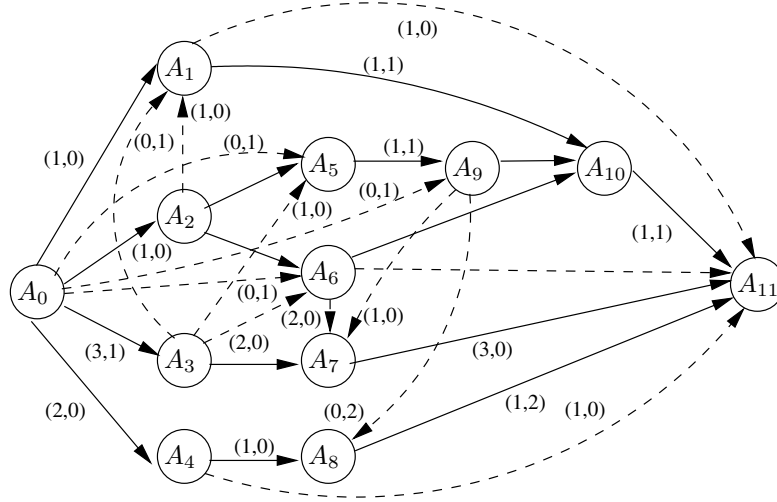 (1,0)
A1
(1,1)
(1,0)
(0,1)
(0,1)
(1,0)
A5
(1,1)
A9
A10
(0,1)
A2
(1,0)
(1,0)
(1,1)
A6
A0
(0,1)
A11
(2,0)
(1,0)
(3,1)
A3
(2,0)
A7
(3,0)
(2,0)
(0,2)
(1,2)
(1,0)
A4
(1,0)
A8